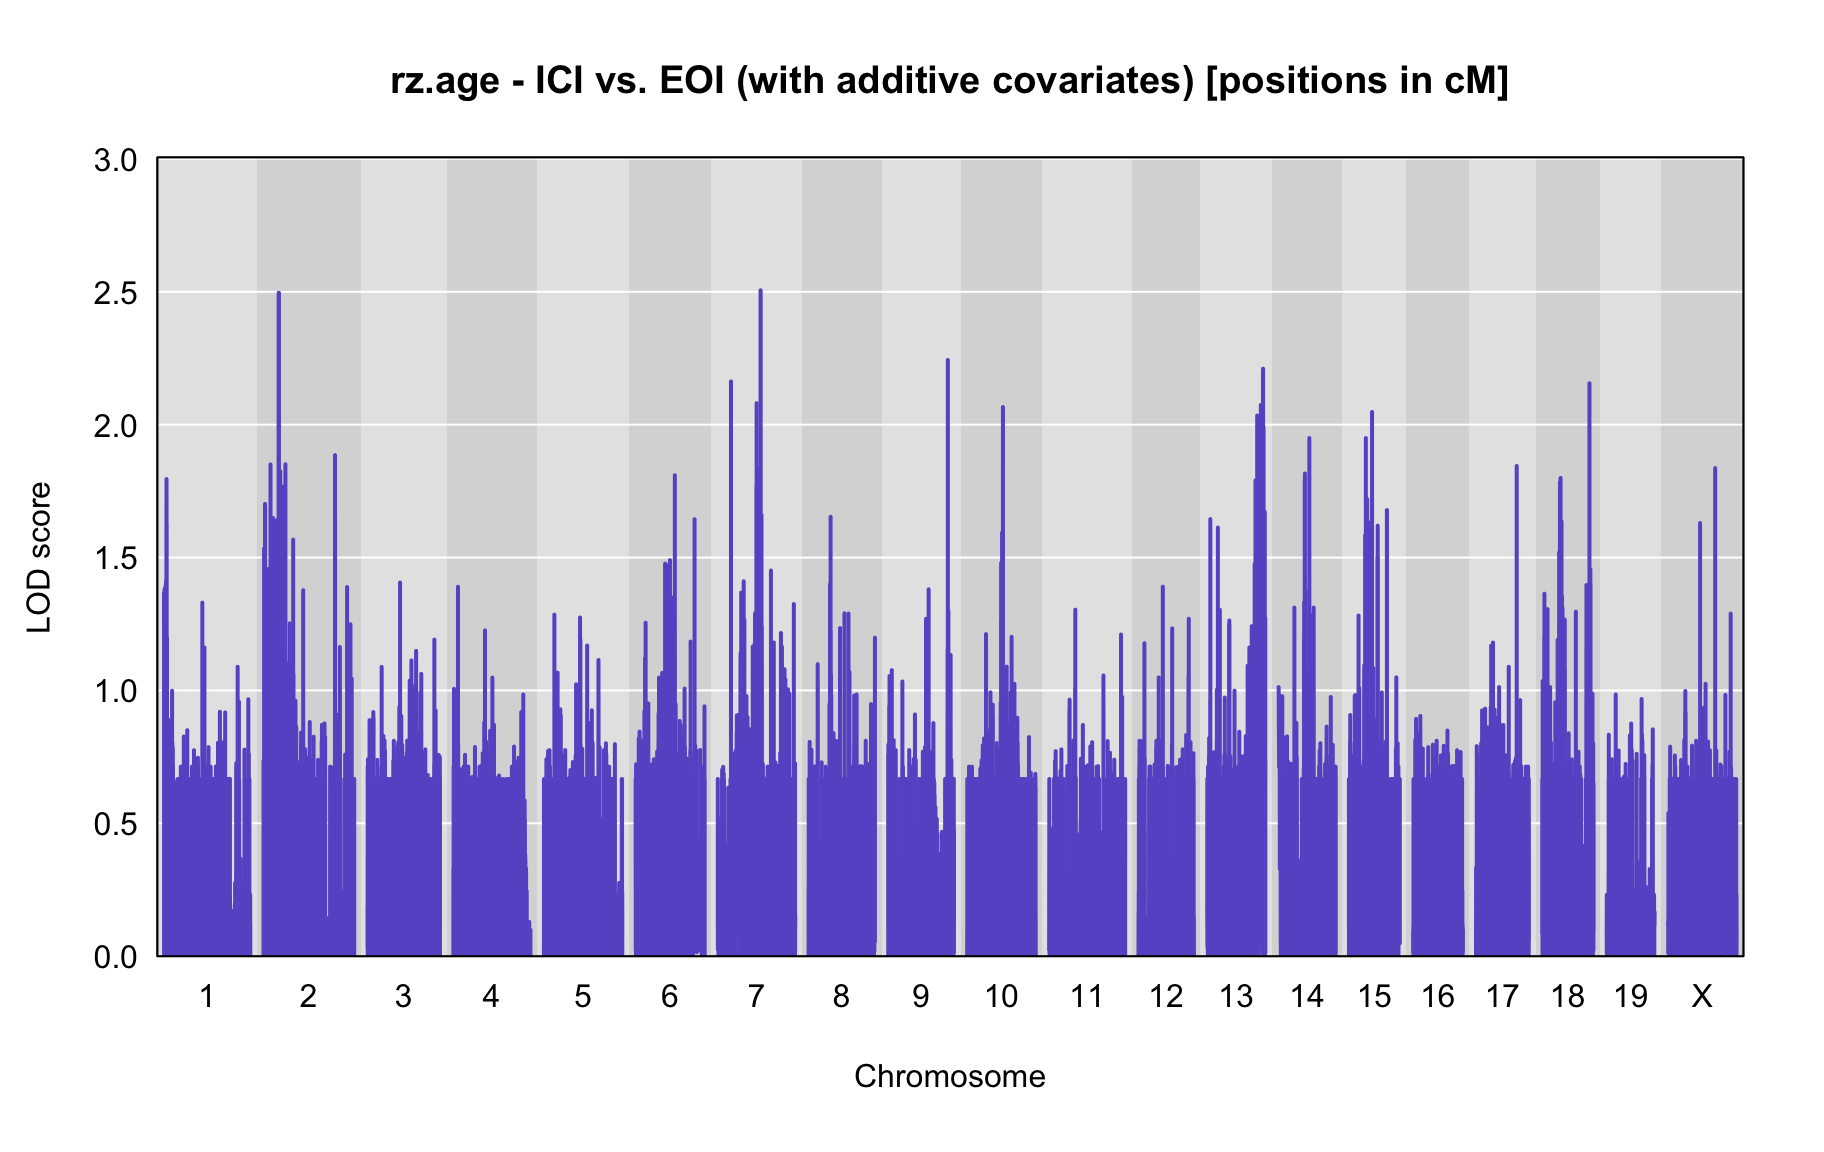 rz.age - ICI vs. EOI (with additive covariates) [positions in cM]
3.0
2.5
2.0
1.5
1.0
0.5
0.0
LOD score
1 2 3 4 5 6 7 8 9 10 11 12 13 14 15 16 17 18 19 X
Chromosome